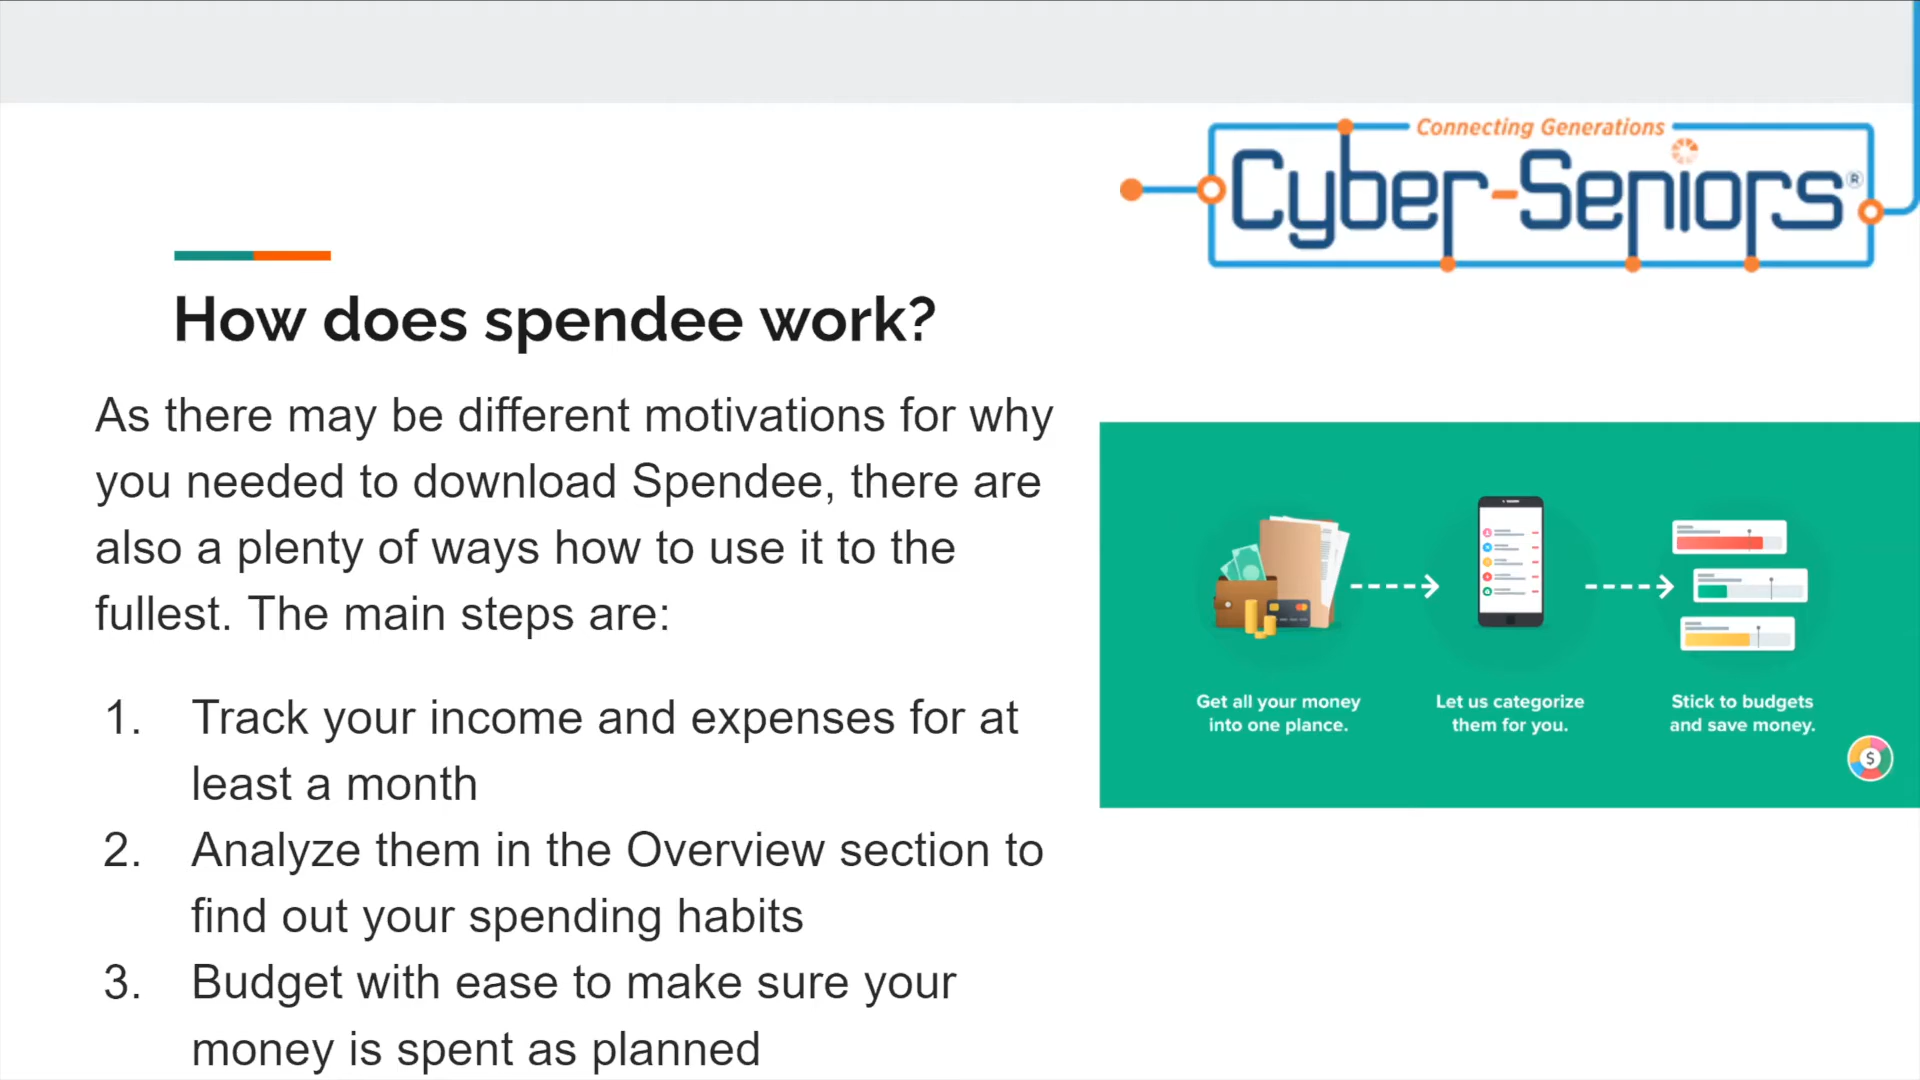 Connecting Generations
Cyber-Seniors®
How does spendee work?
As there may be different motivations for why
you needed to download Spendee, there are
also a plenty of ways how to use it to the
fullest. The main steps are:
1. Track your income and expenses for at
least a month
2. Analyze them in the Overview section to
find out your spending habits
3. Budget with ease to make sure your
money is spent as planned
Get all your money
into one plance.
Let us categorize
them for you.
Stick to budgets
and save money.
$